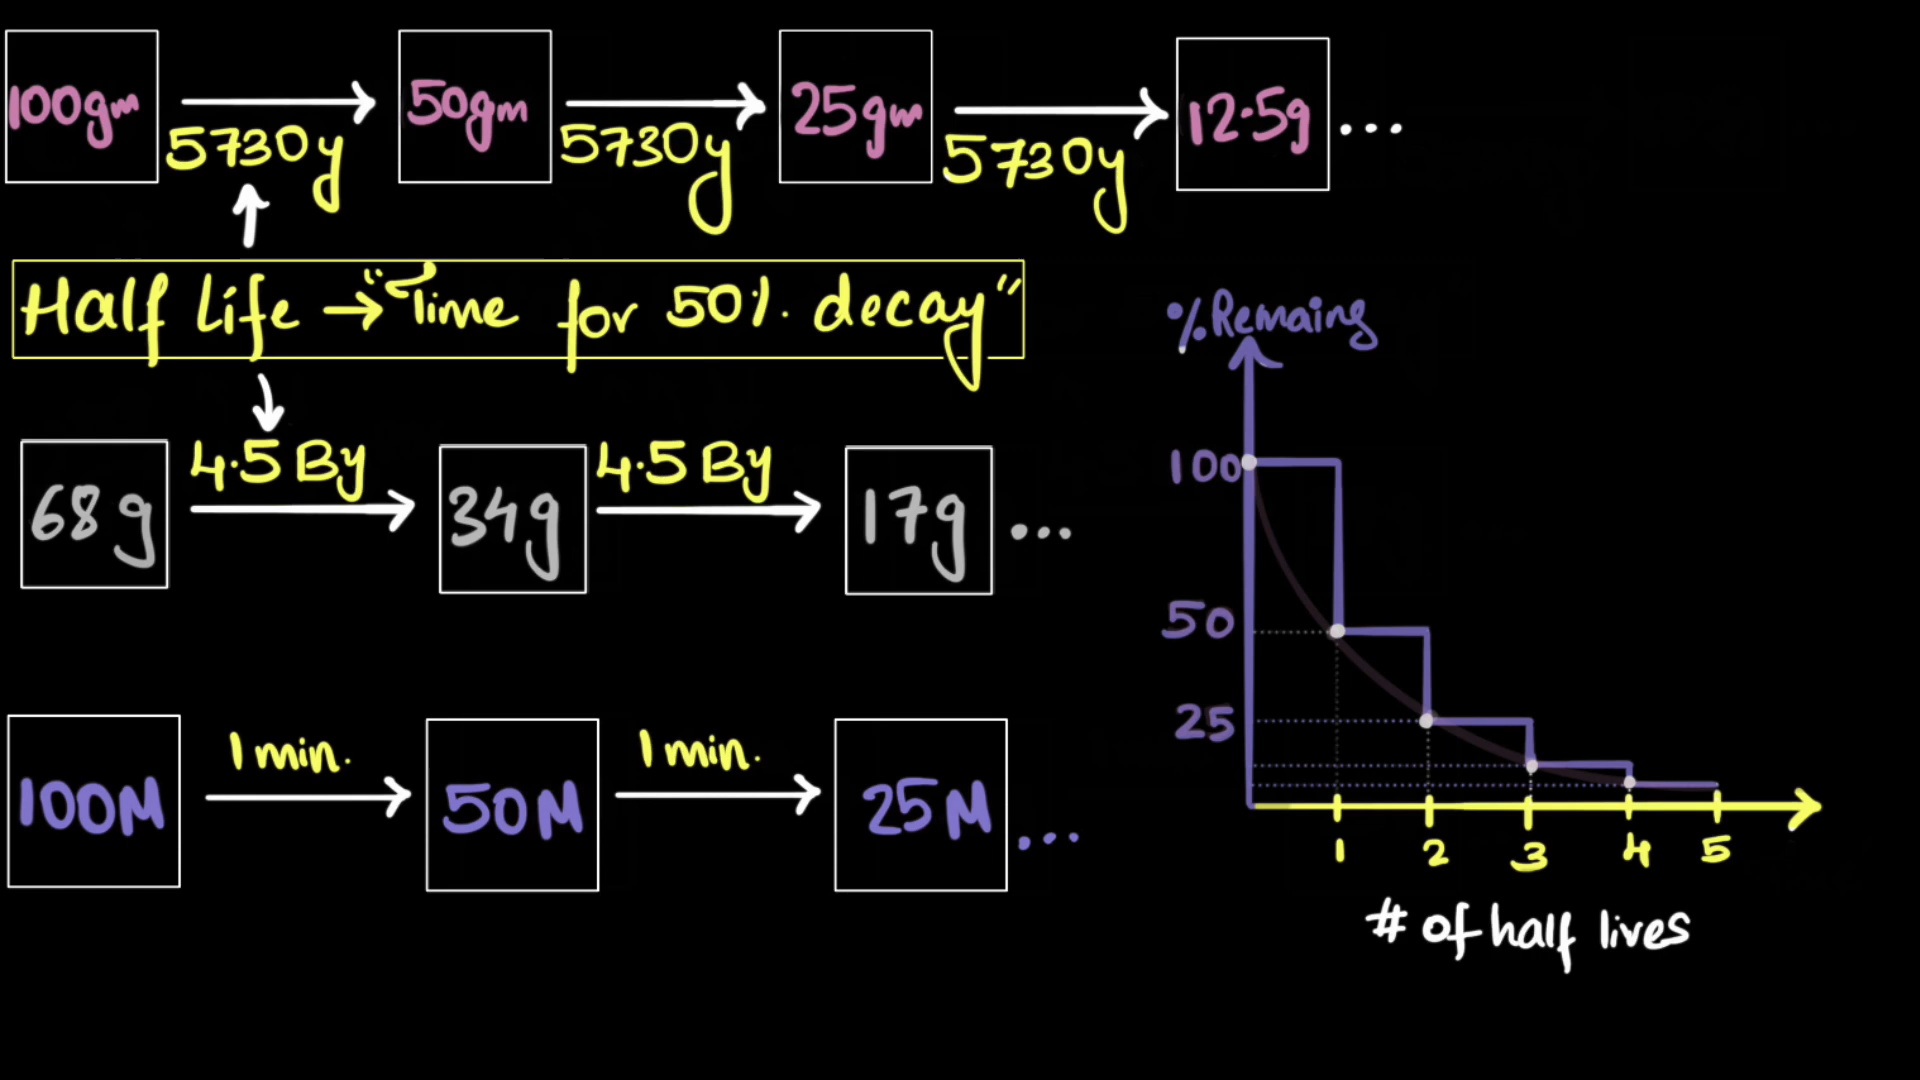 100gm 5730y 50gm 5730y 25gm 5730y 12.5g ...
Half life → "Time for 50% decay"
68g 4.5 By 34g 4.5 By 17g ...
100M 1 min. 50M 1 min. 25M ...
% Remaing
100
50
25
1 2 3 4 5
# of half lives